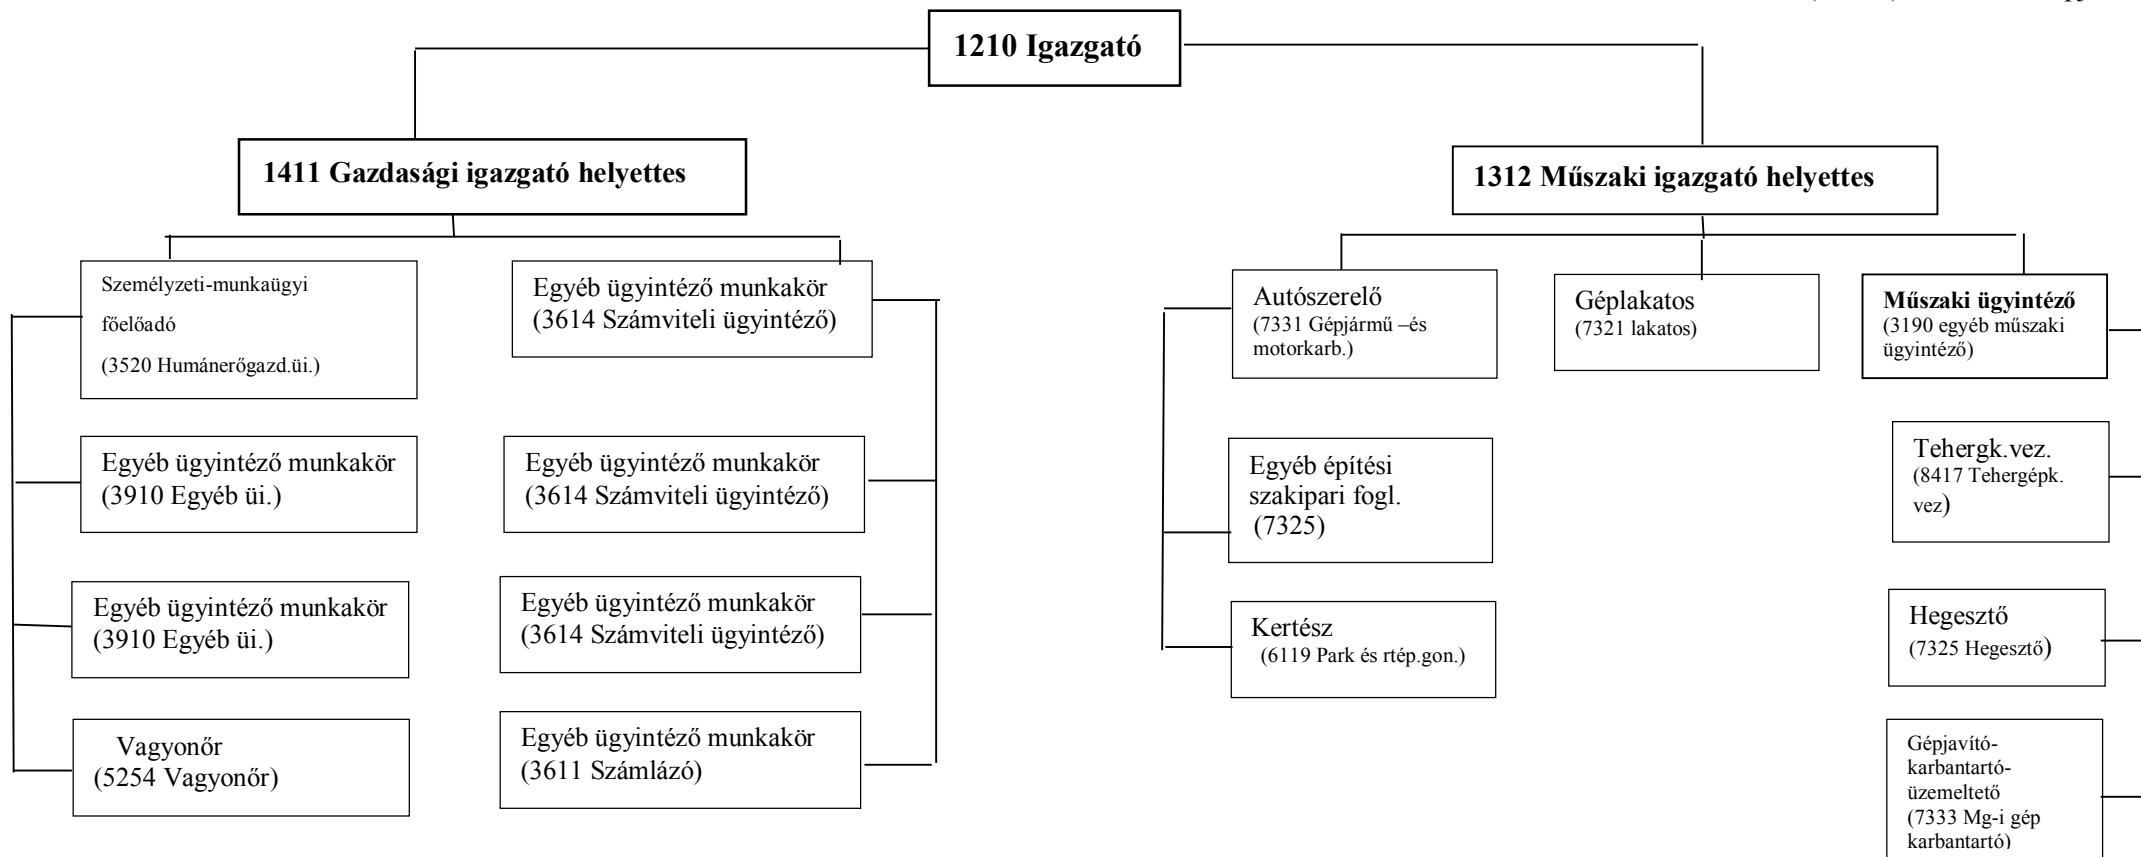 1210 Igazgató
1411 Gazdasági igazgató helyettes
1312 Műszaki igazgató helyettes
Személyzeti-munkaügyi
főelőadó
(3520 Humánerőgazd.üi.)
Egyéb ügyintéző munkakör
(3614 Számviteli ügyintéző)
Egyéb ügyintéző munkakör
(3910 Egyéb üi.)
Egyéb ügyintéző munkakör
(3614 Számviteli ügyintéző)
Egyéb ügyintéző munkakör
(3910 Egyéb üi.)
Egyéb ügyintéző munkakör
(3614 Számviteli ügyintéző)
Vagyonőr
(5254 Vagyonőr)
Egyéb ügyintéző munkakör
(3611 Számlázó)
Autószerelő
(7331 Gépjármű –és
motorkarb.)
Géplakatos
(7321 lakatos)
Műszaki ügyintéző
(3190 egyéb műszaki
ügyintéző)
Egyéb építési
szakipari fogl.
(7325)
Tehergk.vez.
(8417 Tehergépk.
vez)
Kertész
(6119 Park és rtép.gon.)
Hegesztő
(7325 Hegesztő)
Gépjavító-
karbantartó-
üzemeltető
(7333 Mg-i gép
karbantartó)